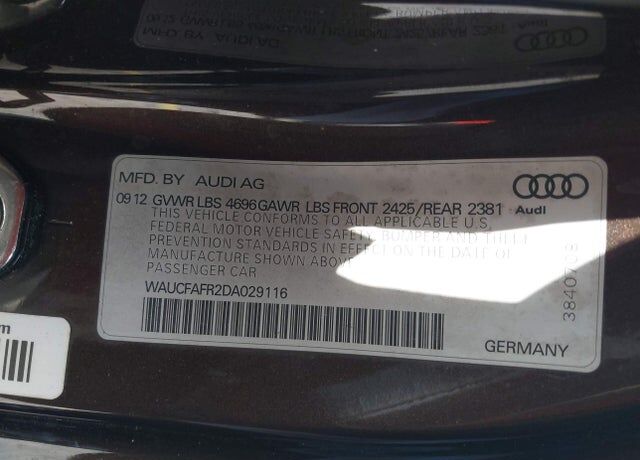 MFD. BY AUDI AG
09 12 GVWR LBS 4696 GAWR LBS FRONT 2425/REAR 2381 Audi
THIS VEHICLE CONFORMS TO ALL APPLICABLE U.S.
FEDERAL MOTOR VEHICLE SAFETY, BUMPER AND THEFT
PREVENTION STANDARDS IN EFFECT ON THE DATE OF
MANUFACTURE SHOWN ABOVE
PASSENGER CAR
WAUCFAFR2DA029116
GERMANY